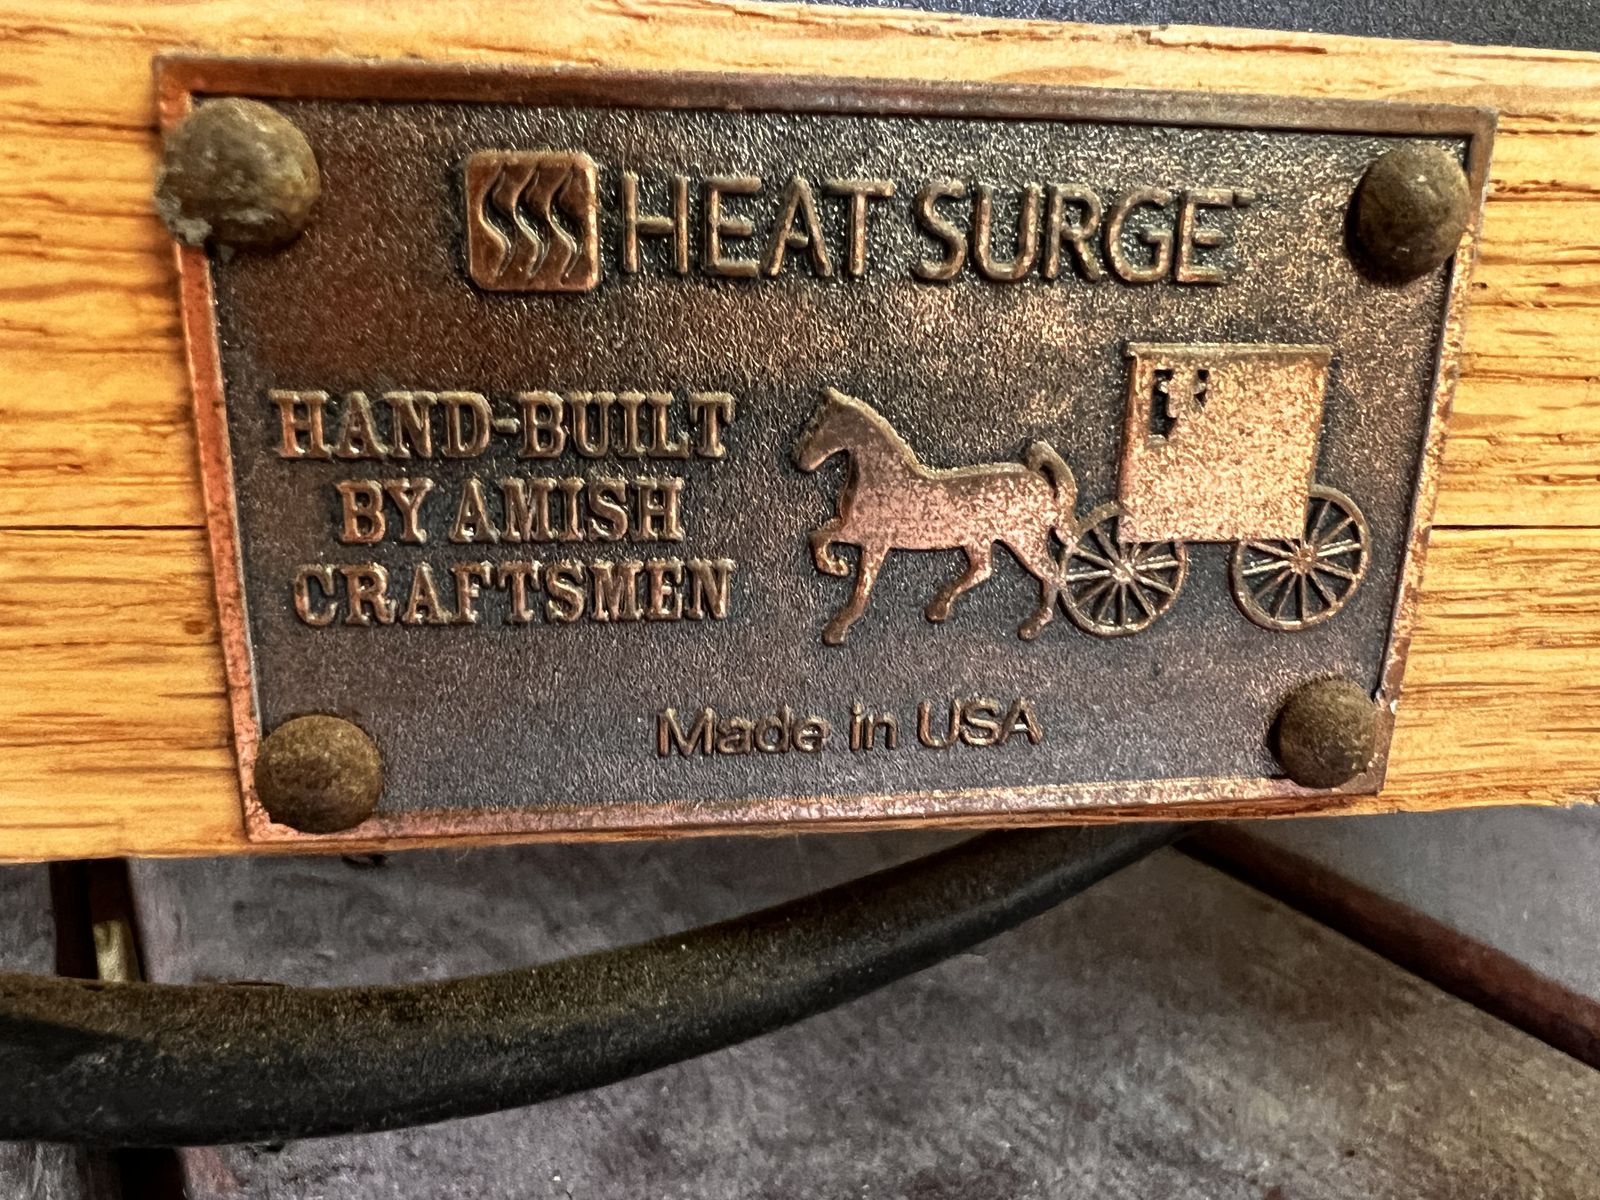 HEAT SURGE
HAND-BUILT
BY AMISH
CRAFTSMEN
Made in USA